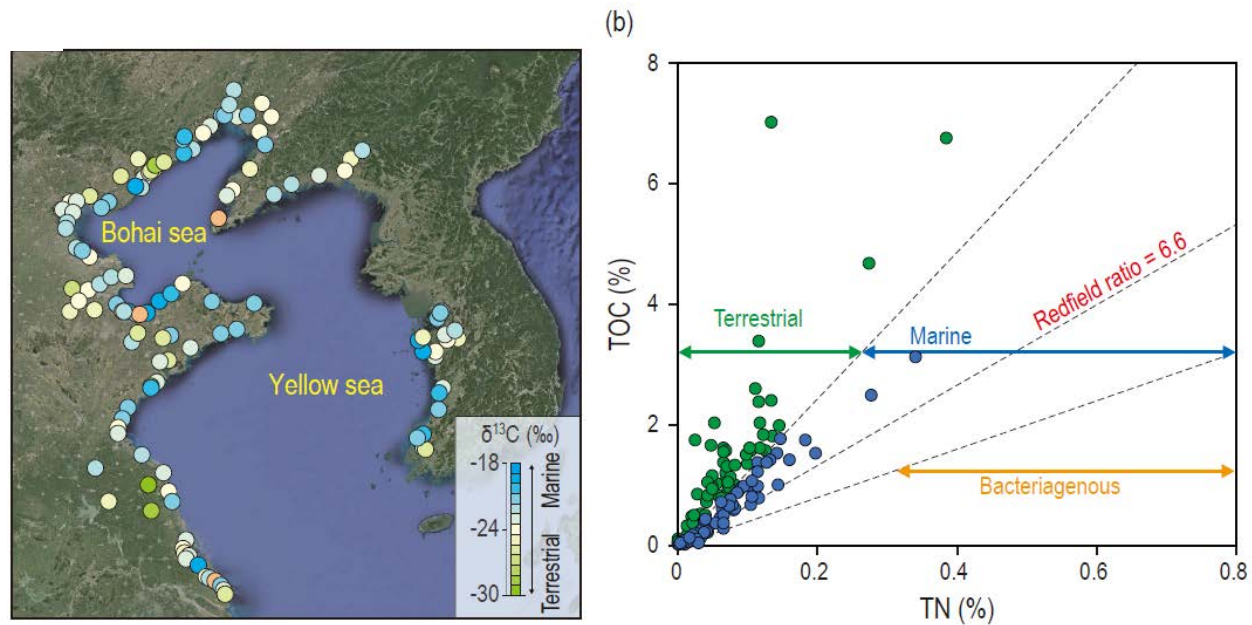 (b)
Bohai sea
Yellow sea
δ¹³C (‰)
-18
-24
-30
Marine
Terrestrial
8
6
4
2
0
TOC (%)
Redfield ratio = 6.6
Terrestrial
Marine
Bacteriagenous
0
0.2
0.4
0.6
0.8
TN (%)